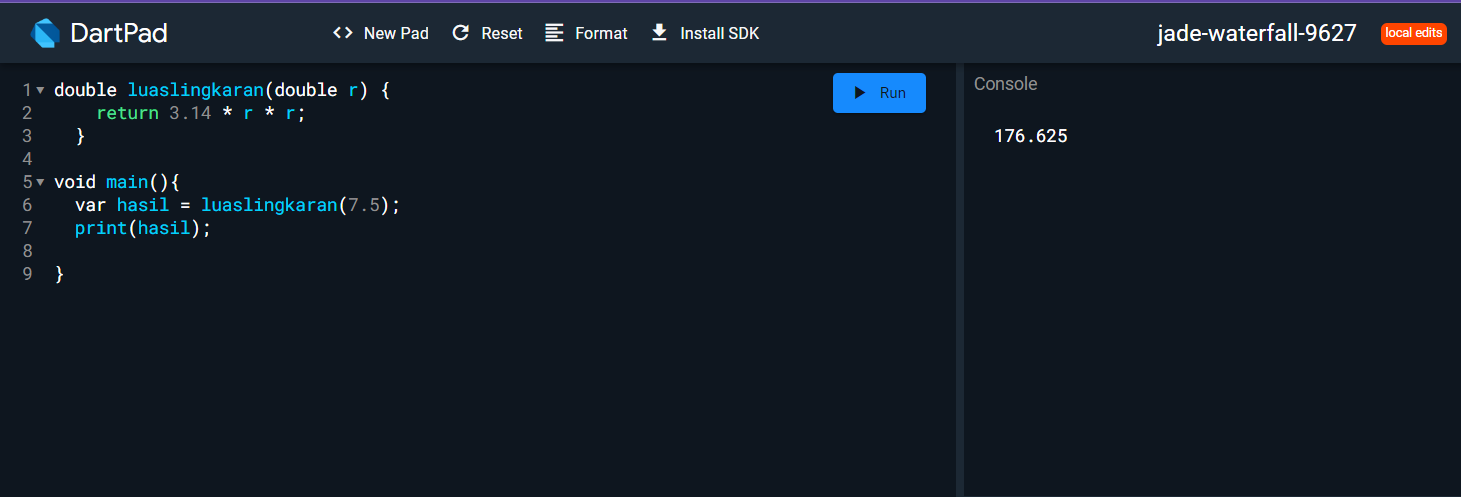 DartPad
New Pad
Reset
Format
Install SDK
jade-waterfall-9627
local edits
1 double luaslingkaran(double r) {
2 return 3.14 * r * r;
3 }
4
5 void main(){
6 var hasil = luaslingkaran(7.5);
7 print(hasil);
8
9 }
Run
Console
176.625